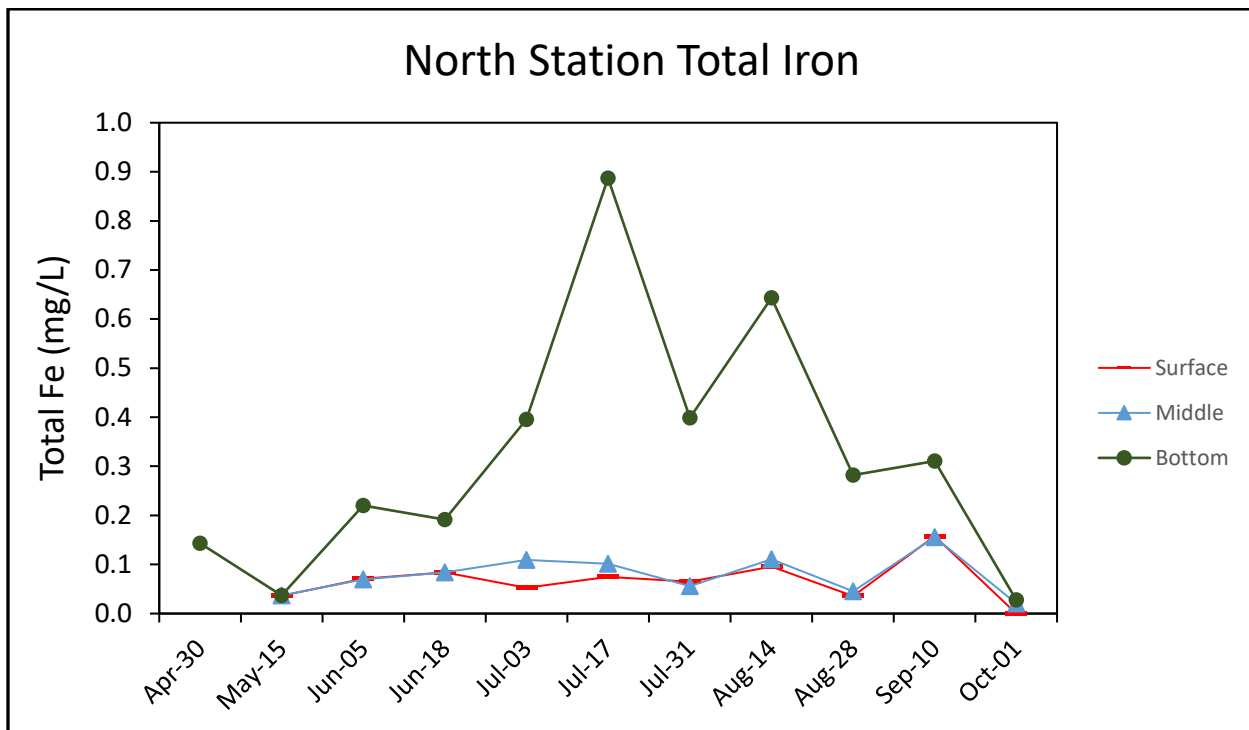 North Station Total Iron
Total Fe (mg/L)
1.0
0.9
0.8
0.7
0.6
0.5
0.4
0.3
0.2
0.1
0.0
Apr-30
May-15
Jun-05
Jun-18
Jul-03
Jul-17
Jul-31
Aug-14
Aug-28
Sep-10
Oct-01
Surface
Middle
Bottom